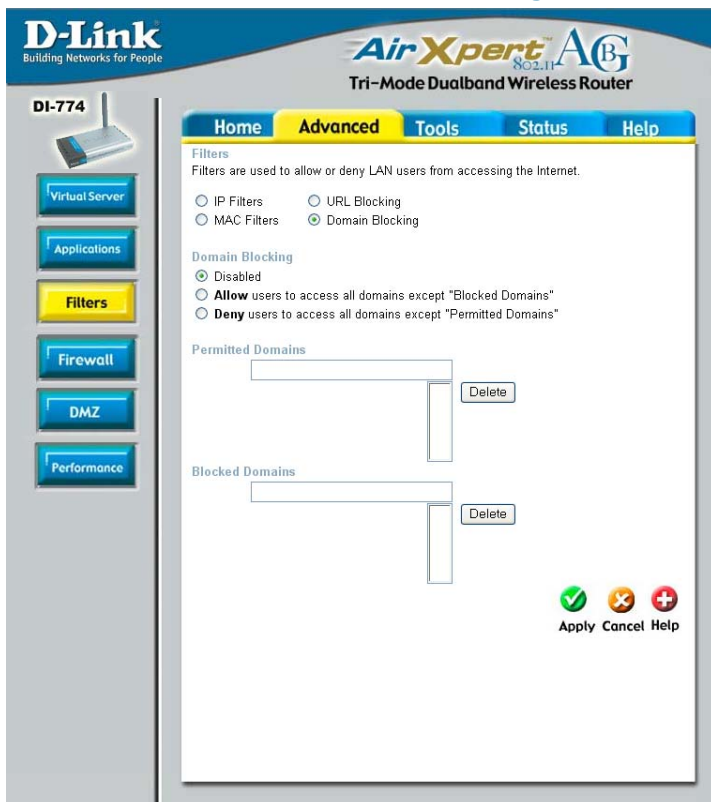 D-Link
Building Networks for People
Air Xpert™ 802.11 ABG
Tri-Mode Dualband Wireless Router
DI-774
Home Advanced Tools Status Help
Virtual Server
Applications
Filters
Firewall
DMZ
Performance
Filters
Filters are used to allow or deny LAN users from accessing the Internet.
IP Filters URL Blocking
MAC Filters Domain Blocking
Domain Blocking
Disabled
Allow users to access all domains except "Blocked Domains"
Deny users to access all domains except "Permitted Domains"
Permitted Domains
Delete
Blocked Domains
Delete
Apply Cancel Help